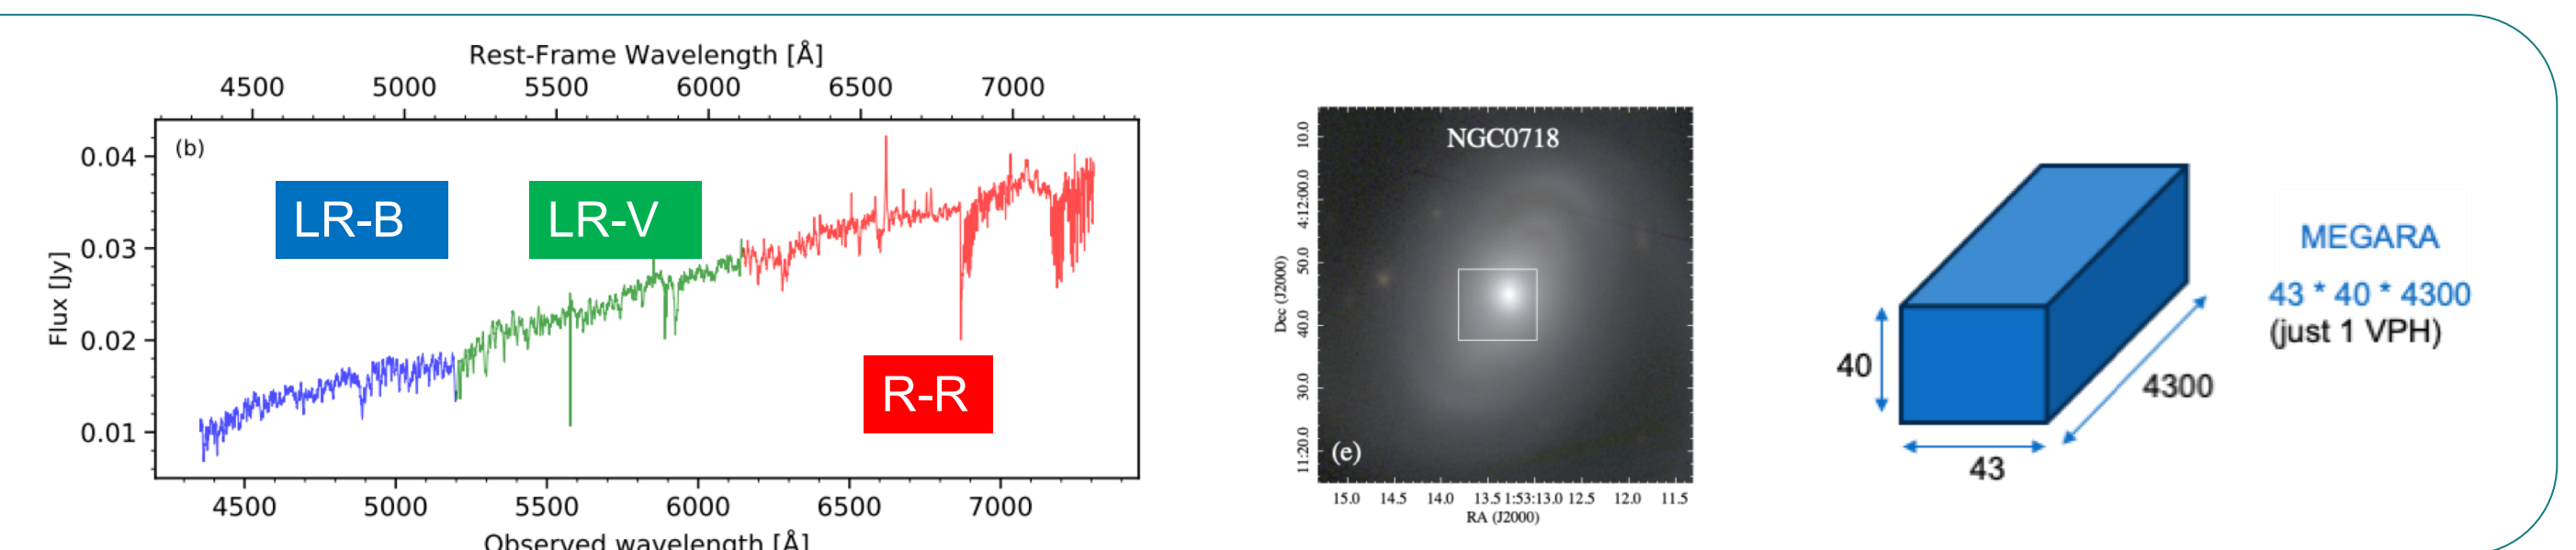 Rest-Frame Wavelength [Å]
4500 5000 5500 6000 6500 7000
(b)
0.04
0.03
0.02
0.01
Flux [Jy]
LR-B
LR-V
R-R
4500 5000 5500 6000 6500 7000
Observed wavelength [Å]
NGC0718
(e)
10.0
4:12:00.0
50.0
40.0
30.0
11:20.0
Dec (J2000)
15.0 14.5 14.0 13.5 1:53:13.0 12.5 12.0 11.5
RA (J2000)
40
43
4300
MEGARA
43 * 40 * 4300
(just 1 VPH)